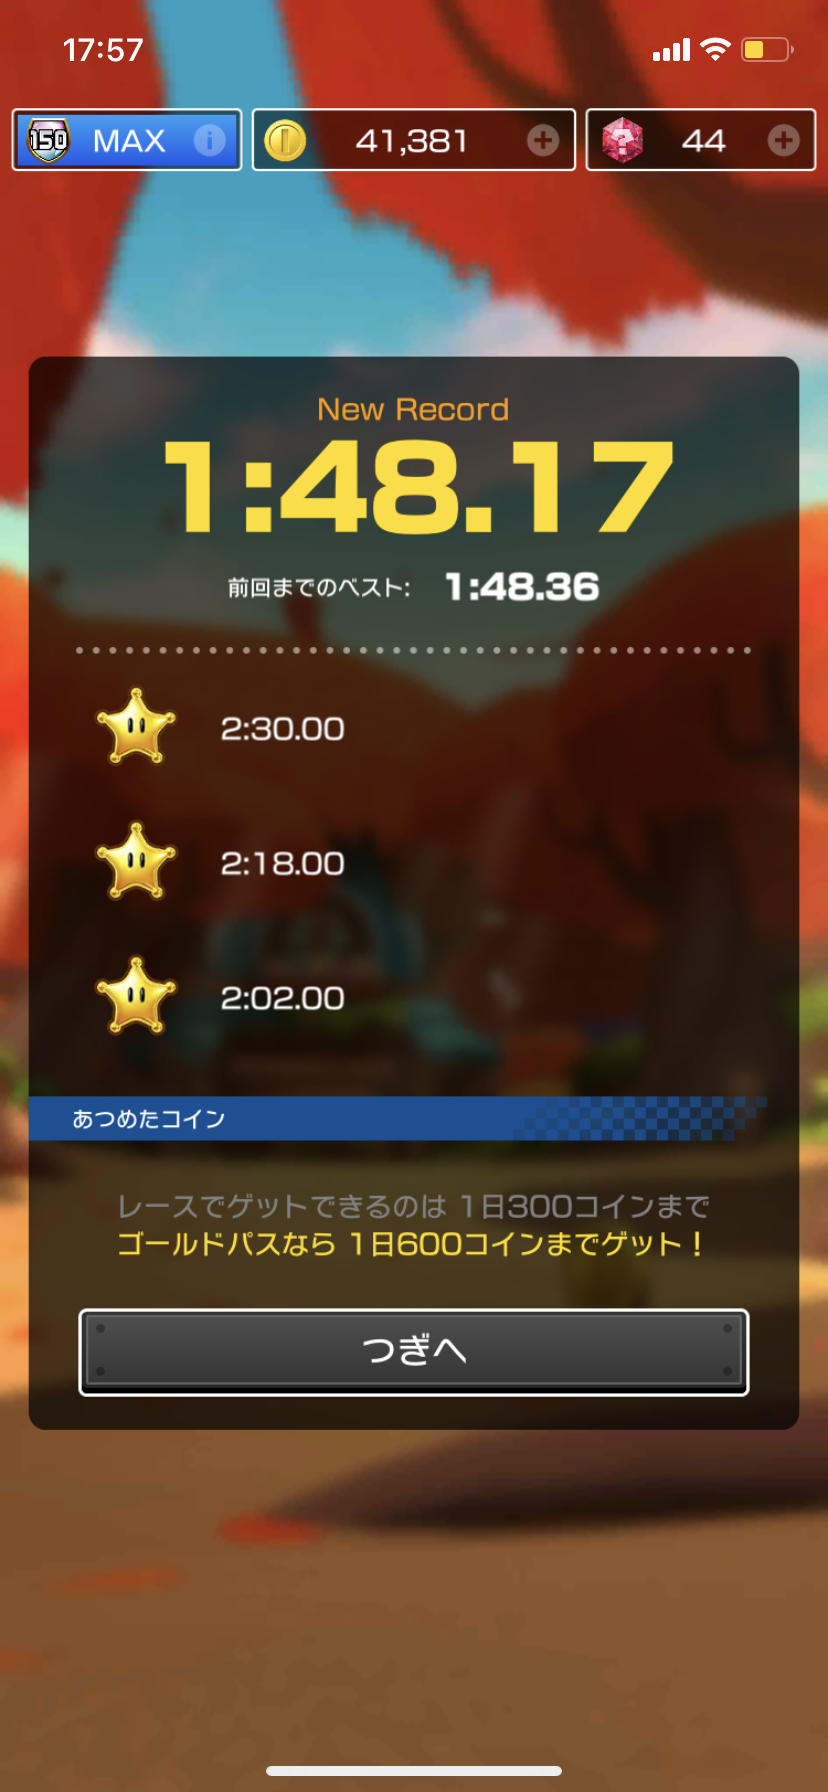 17:57
150 MAX i 41,381 + ? 44 +
New Record
1:48.17
前回までのベスト: 1:48.36
2:30.00
2:18.00
2:02.00
あつめたコイン
レースでゲットできるのは 1日300コインまで
ゴールドパスなら 1日600コインまでゲット！
つぎへ